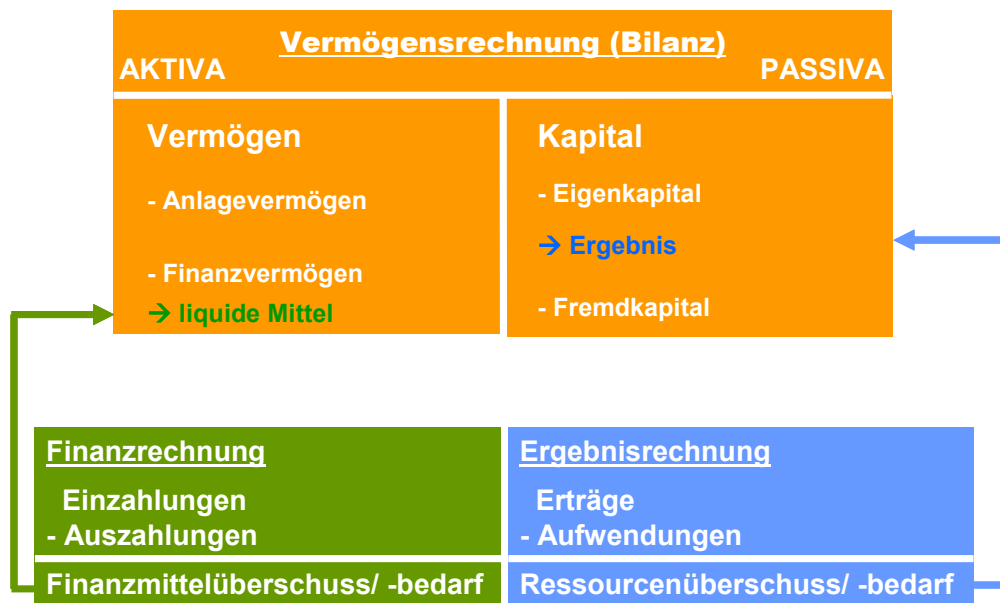 Vermögensrechnung (Bilanz)
AKTIVA
PASSIVA
Vermögen
- Anlagevermögen
- Finanzvermögen
→ liquide Mittel
Kapital
- Eigenkapital
→ Ergebnis
- Fremdkapital
Finanzrechnung
Einzahlungen
- Auszahlungen
Finanzmittelüberschuss/ -bedarf
Ergebnisrechnung
Erträge
- Aufwendungen
Ressourcenüberschuss/ -bedarf